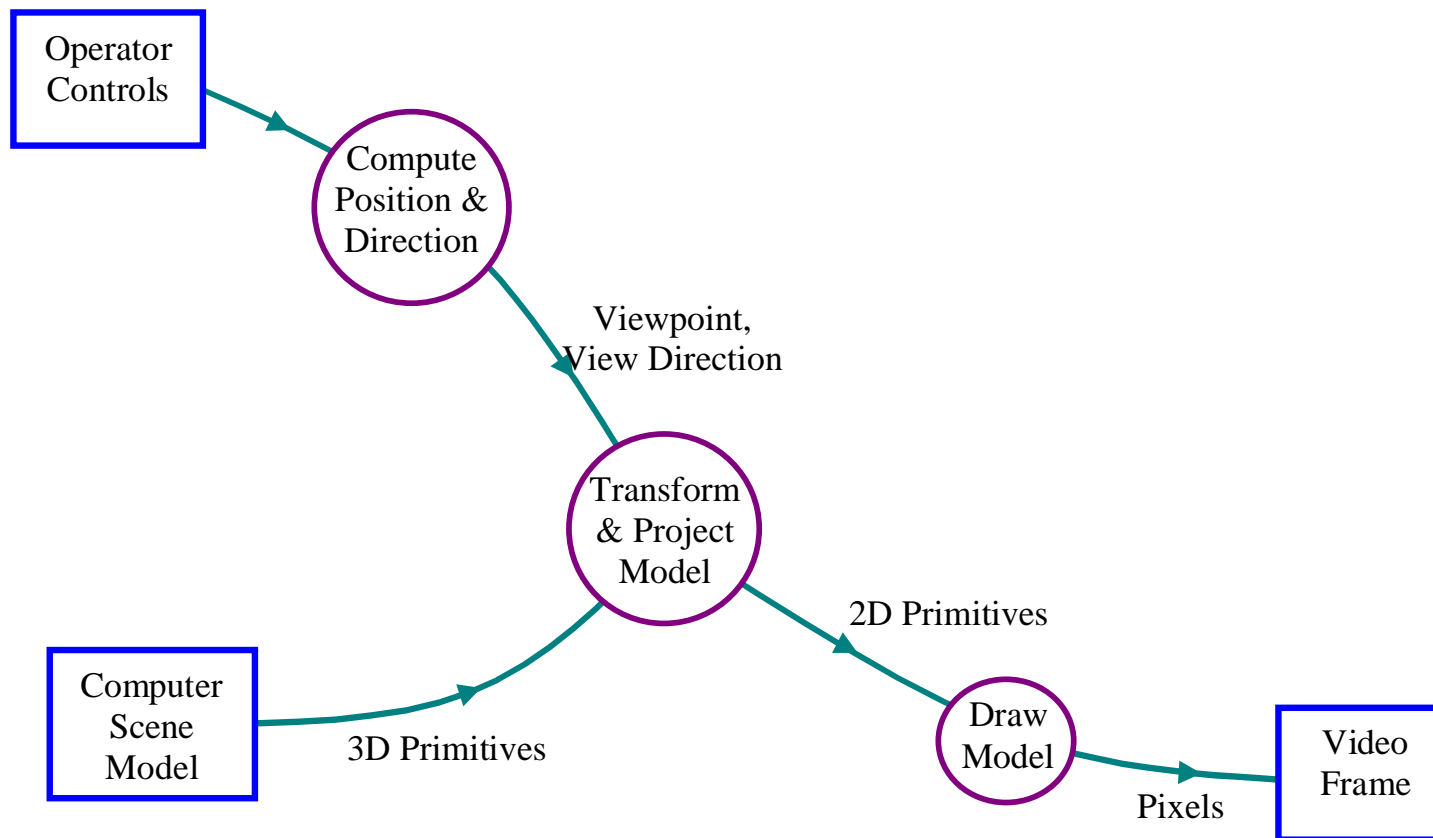 Operator
Controls
Compute
Position &
Direction
Viewpoint,
View Direction
Transform
& Project
Model
2D Primitives
Computer
Scene
Model
3D Primitives
Draw
Model
Video
Frame
Pixels